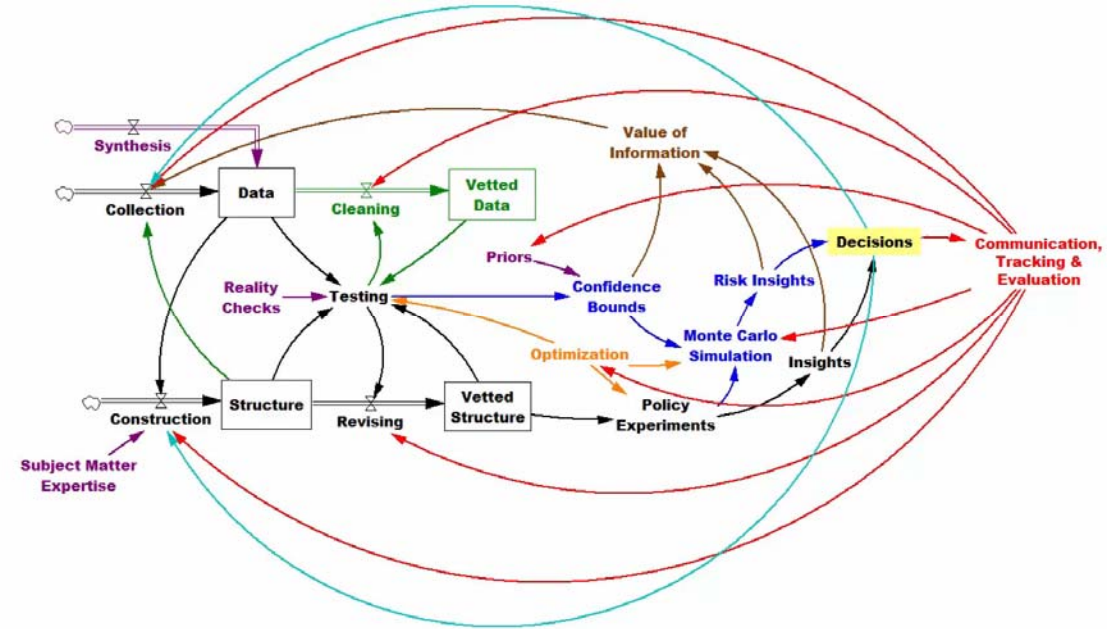 Synthesis
Collection
Data
Cleaning
Vetted
Data
Value of
Information
Priors
Decisions
Communication,
Tracking &
Evaluation
Reality
Checks
Testing
Confidence
Bounds
Risk Insights
Optimization
Monte Carlo
Simulation
Insights
Construction
Structure
Revising
Vetted
Structure
Policy
Experiments
Subject Matter
Expertise